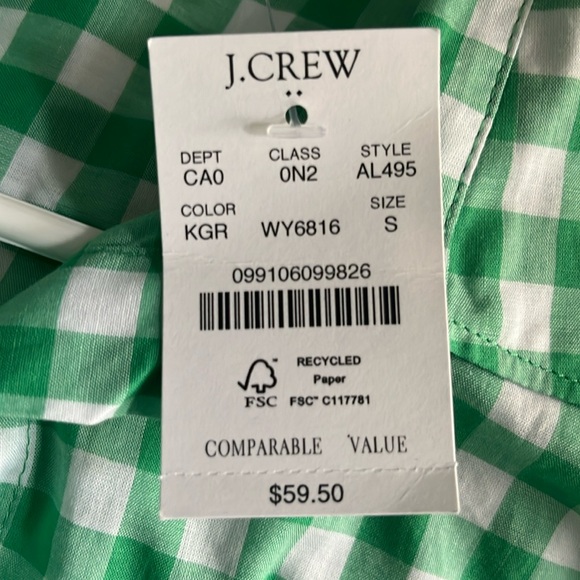 J.CREW
DEPT CLASS STYLE
CA0 0N2 AL495
COLOR SIZE
KGR WY6816 S
099106099826
RECYCLED
Paper
FSC FSC™ C117781
COMPARABLE VALUE
$59.50